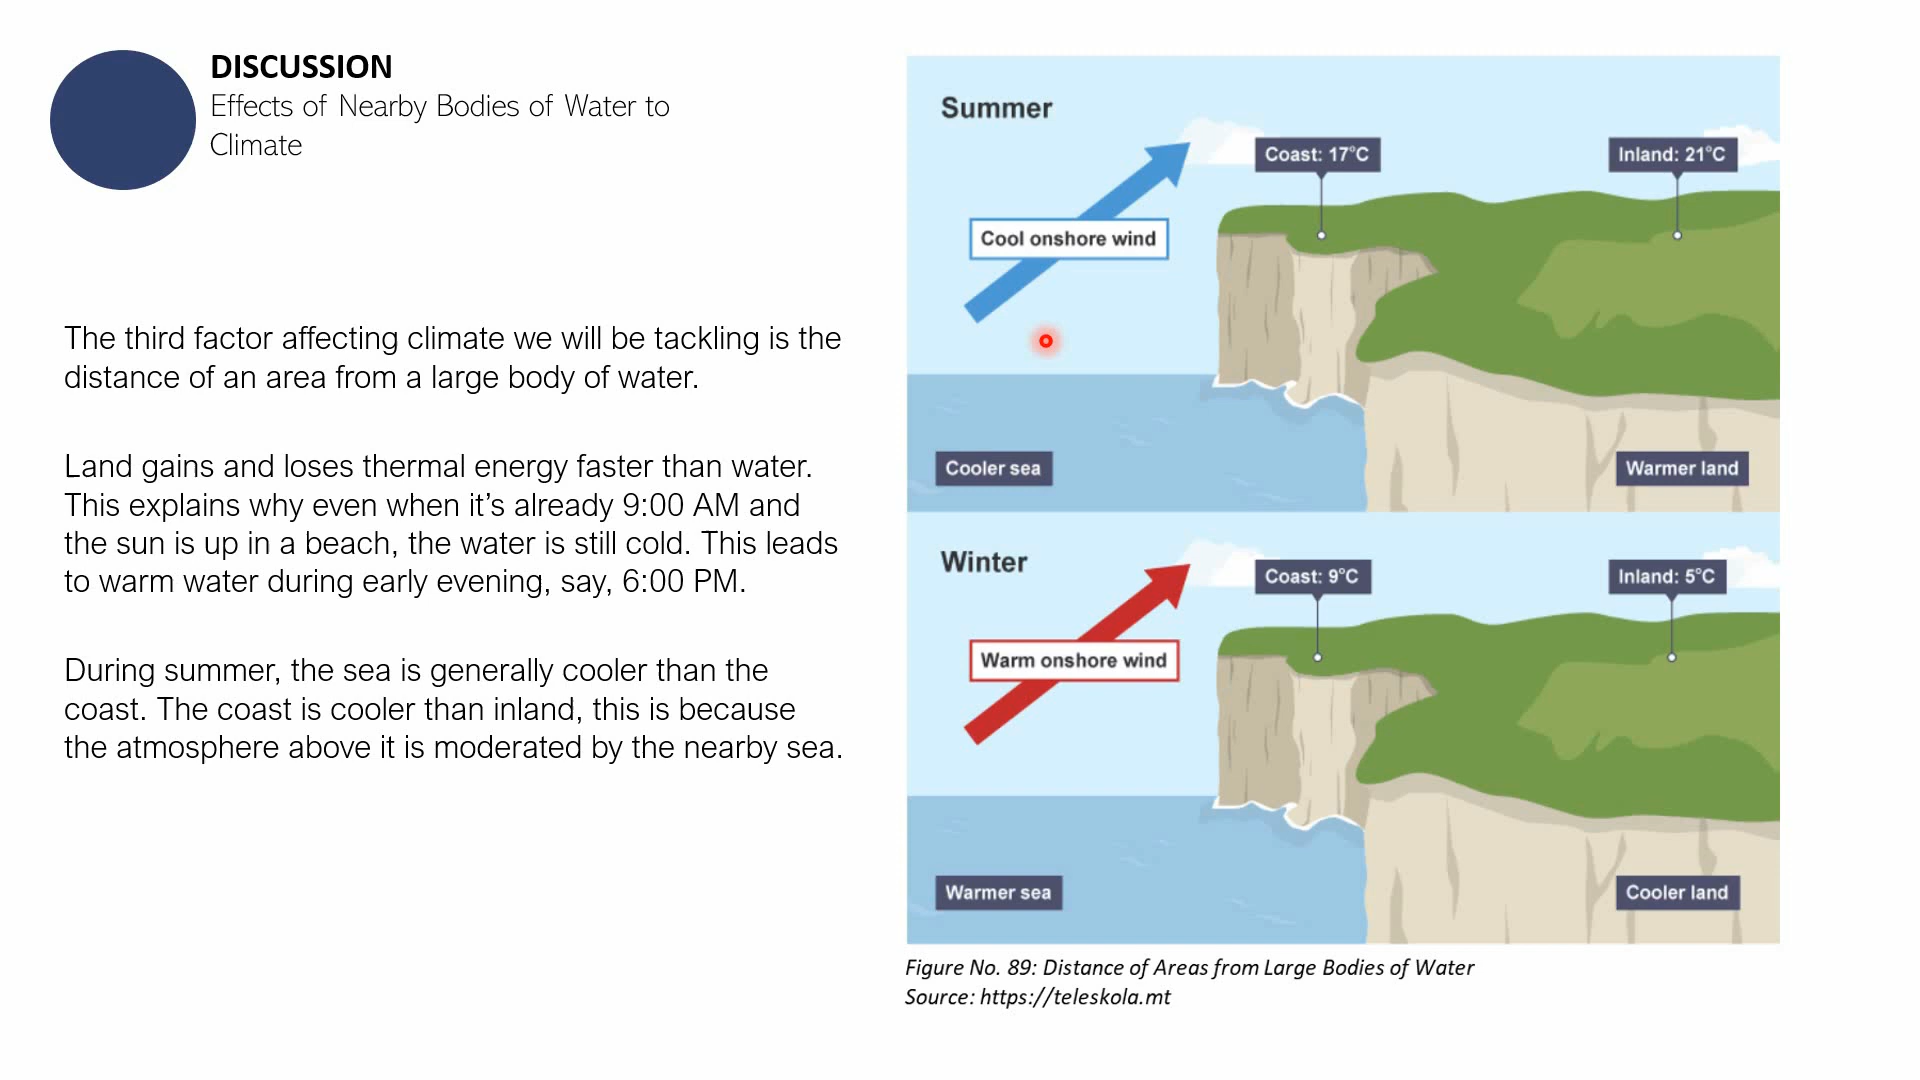 DISCUSSION
Effects of Nearby Bodies of Water to
Climate
The third factor affecting climate we will be tackling is the
distance of an area from a large body of water.
Land gains and loses thermal energy faster than water.
This explains why even when it’s already 9:00 AM and
the sun is up in a beach, the water is still cold. This leads
to warm water during early evening, say, 6:00 PM.
During summer, the sea is generally cooler than the
coast. The coast is cooler than inland, this is because
the atmosphere above it is moderated by the nearby sea.
Summer
Coast: 17°C
Inland: 21°C
Cool onshore wind
Cooler sea
Warmer land
Winter
Coast: 9°C
Inland: 5°C
Warm onshore wind
Warmer sea
Cooler land
Figure No. 89: Distance of Areas from Large Bodies of Water
Source: https://teleskola.mt